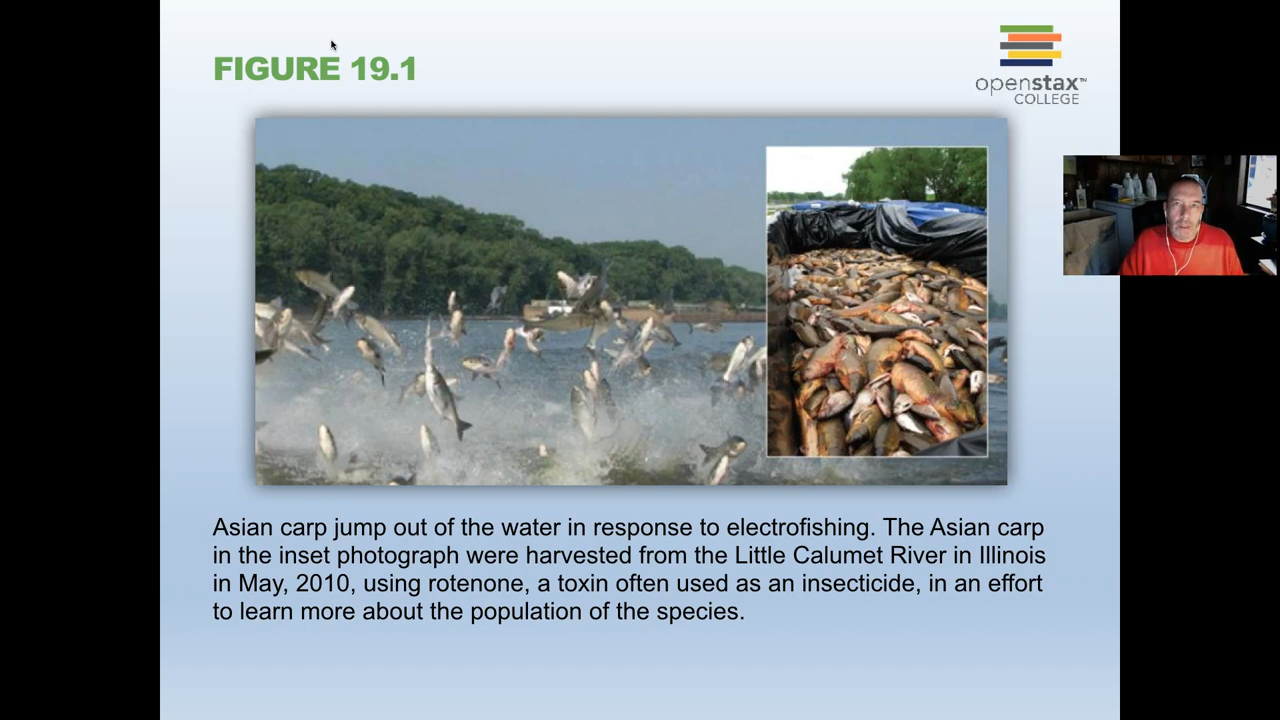 FIGURE 19.1
openstax™
COLLEGE
Asian carp jump out of the water in response to electrofishing. The Asian carp
in the inset photograph were harvested from the Little Calumet River in Illinois
in May, 2010, using rotenone, a toxin often used as an insecticide, in an effort
to learn more about the population of the species.